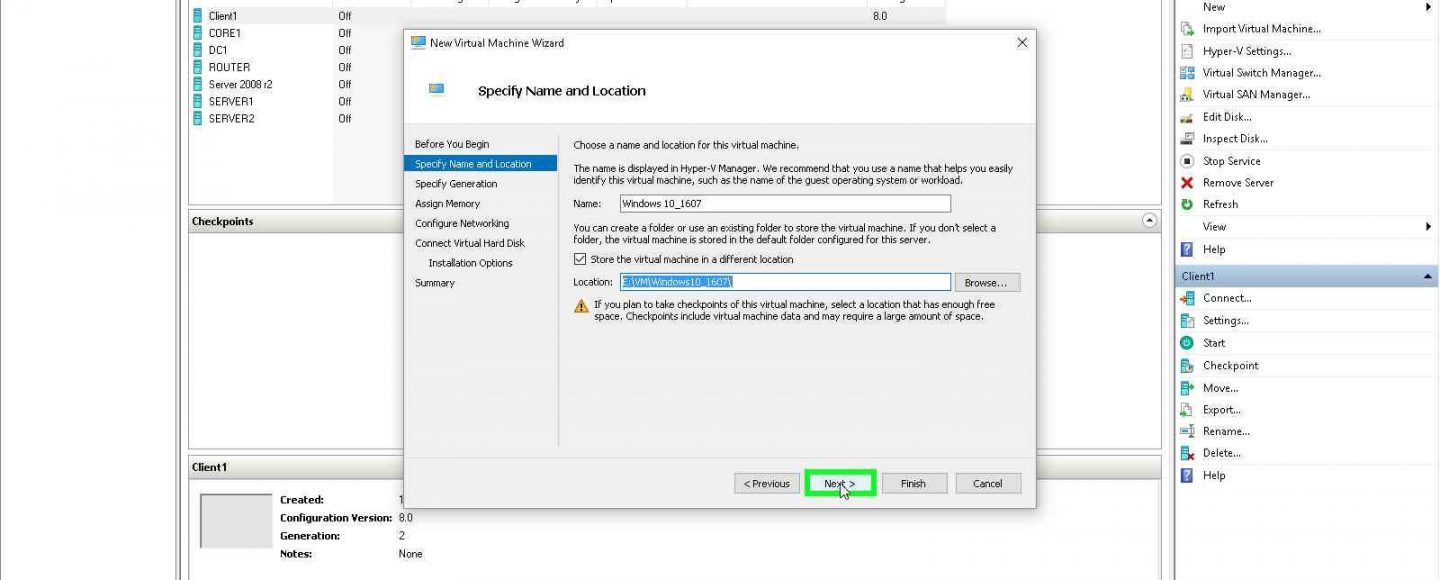 New
Client1 Off 8.0
CORE1 Off
DC1 Off
ROUTER Off
Server 2008 r2 Off
SERVER1 Off
SERVER2 Off
Checkpoints
Client1
Created: 1
Configuration Version: 8.0
Generation: 2
Notes: None
New Virtual Machine Wizard
Specify Name and Location
Before You Begin
Specify Name and Location
Specify Generation
Assign Memory
Configure Networking
Connect Virtual Hard Disk
Installation Options
Summary
Choose a name and location for this virtual machine.
The name is displayed in Hyper-V Manager. We recommend that you use a name that helps you easily
identify this virtual machine, such as the name of the guest operating system or workload.
Name: Windows 10_1607
You can create a folder or use an existing folder to store the virtual machine. If you don't select a
folder, the virtual machine is stored in the default folder configured for this server.
Store the virtual machine in a different location
Location: E:\VM\Windows10_1607\ Browse...
If you plan to take checkpoints of this virtual machine, select a location that has enough free
space. Checkpoints include virtual machine data and may require a large amount of space.
< Previous Next > Finish Cancel
Import Virtual Machine...
Hyper-V Settings...
Virtual Switch Manager...
Virtual SAN Manager...
Edit Disk...
Inspect Disk...
Stop Service
Remove Server
Refresh
View
Help
Client1
Connect...
Settings...
Start
Checkpoint
Move...
Export...
Rename...
Delete...
Help